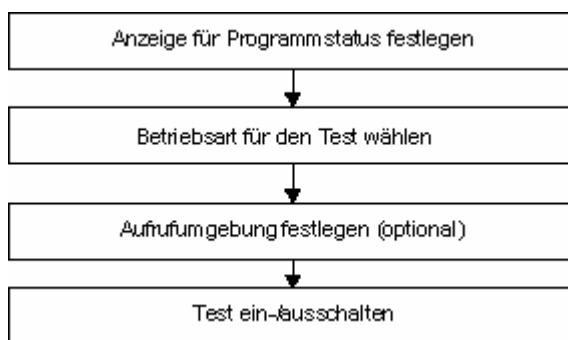 Anzeige für Programmstatus festlegen
Betriebsart für den Test wählen
Aufrufumgebung festlegen (optional)
Test ein-/ausschalten